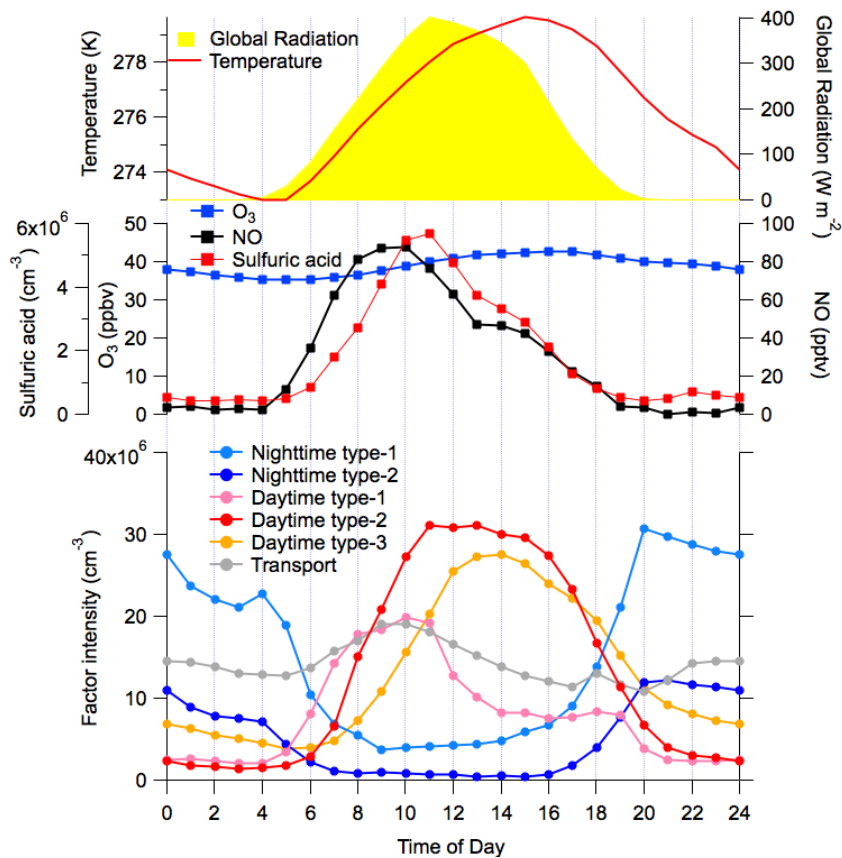 Global Radiation
Temperature
Temperature (K)
278
276
274
400
300
200
100
0
Global Radiation
(W m-2)
O3
NO
Sulfuric acid
Sulfuric acid (cm-3)
6x10^6
4
2
0
O3 (ppbv)
50
40
30
20
10
0
100
80
60
40
20
0
NO (pptv)
Nighttime type-1
Nighttime type-2
Daytime type-1
Daytime type-2
Daytime type-3
Transport
Factor intensity (cm-3)
40x10^6
30
20
10
0
0 2 4 6 8 10 12 14 16 18 20 22 24
Time of Day